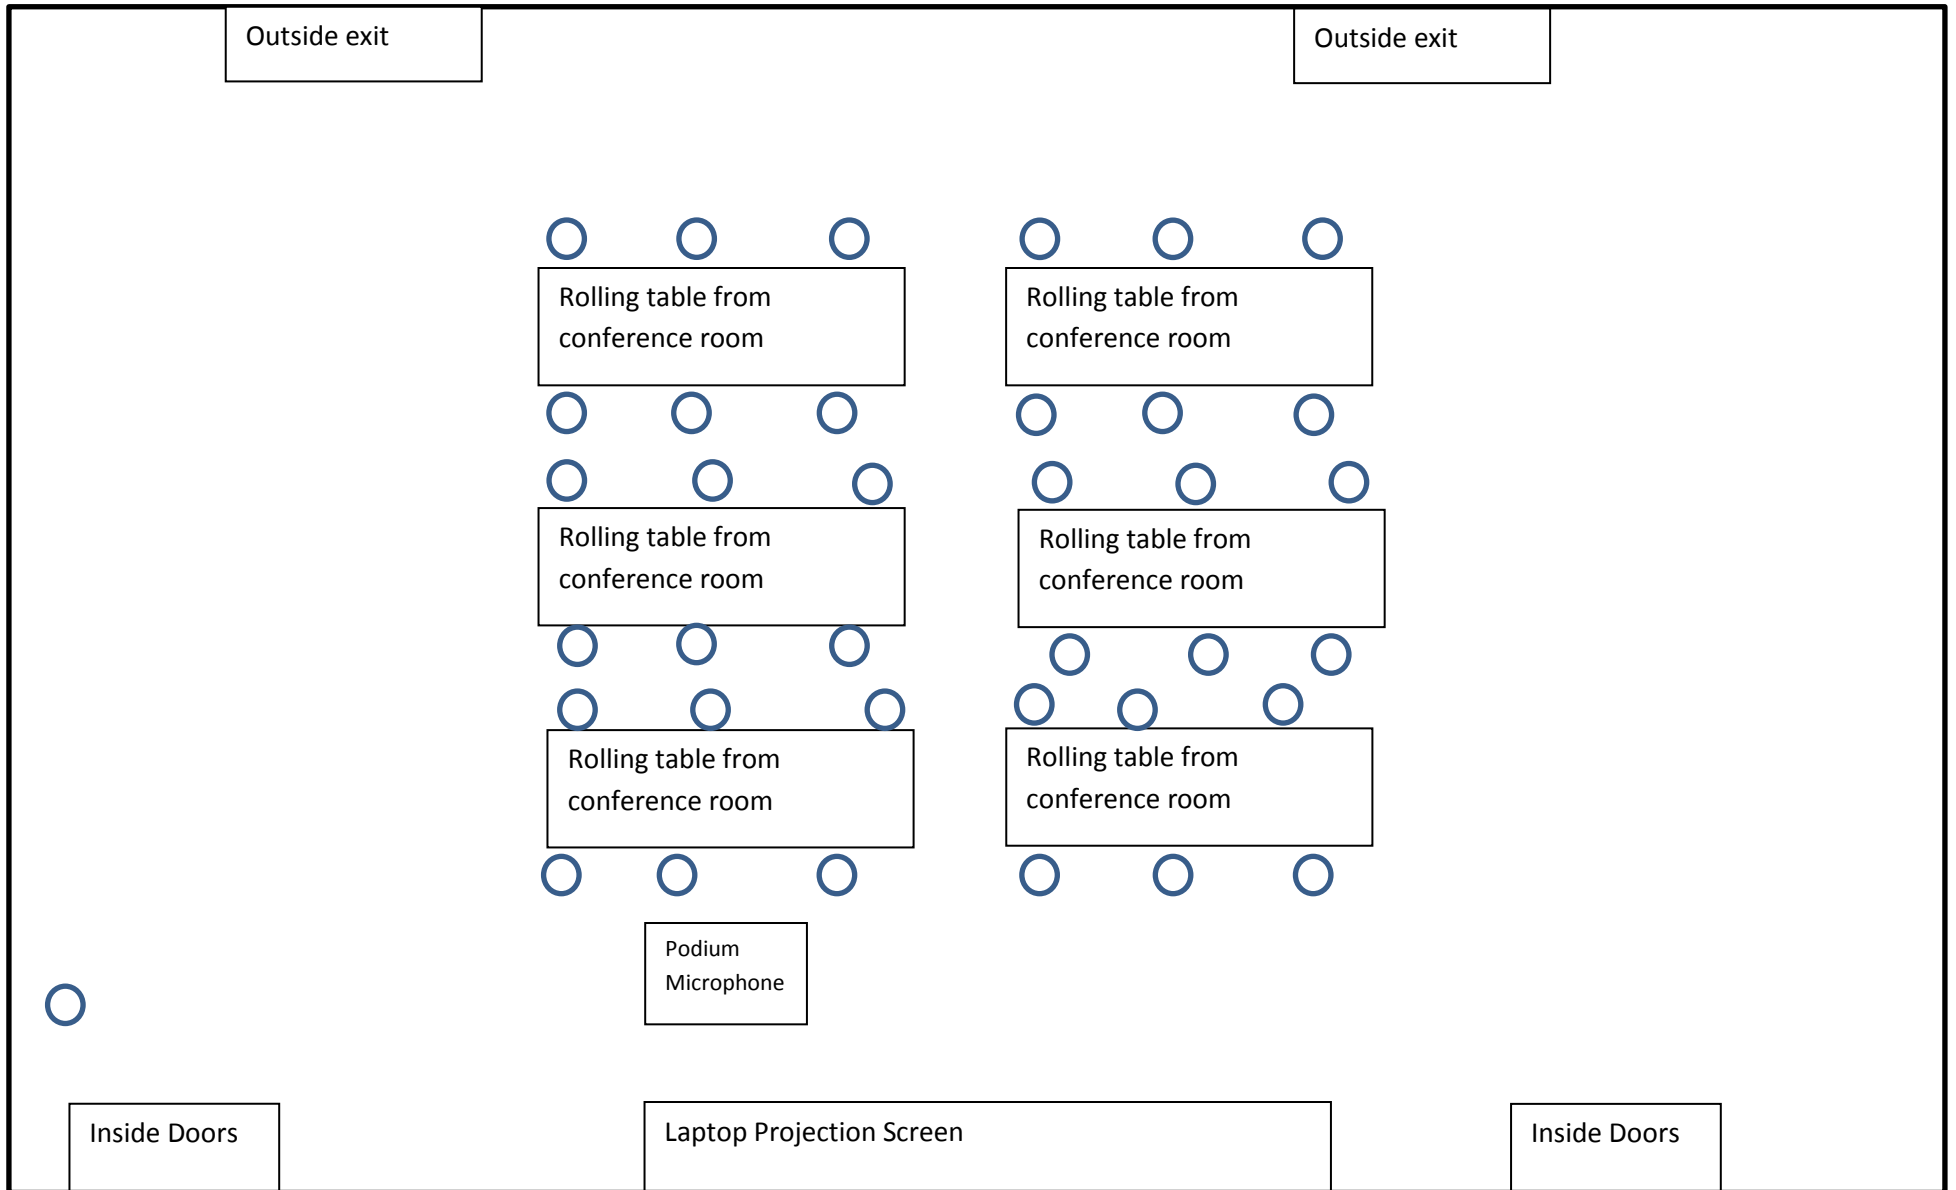 Outside exit
Outside exit
Rolling table from
conference room
Rolling table from
conference room
Rolling table from
conference room
Rolling table from
conference room
Rolling table from
conference room
Rolling table from
conference room
Podium
Microphone
Inside Doors
Laptop Projection Screen
Inside Doors